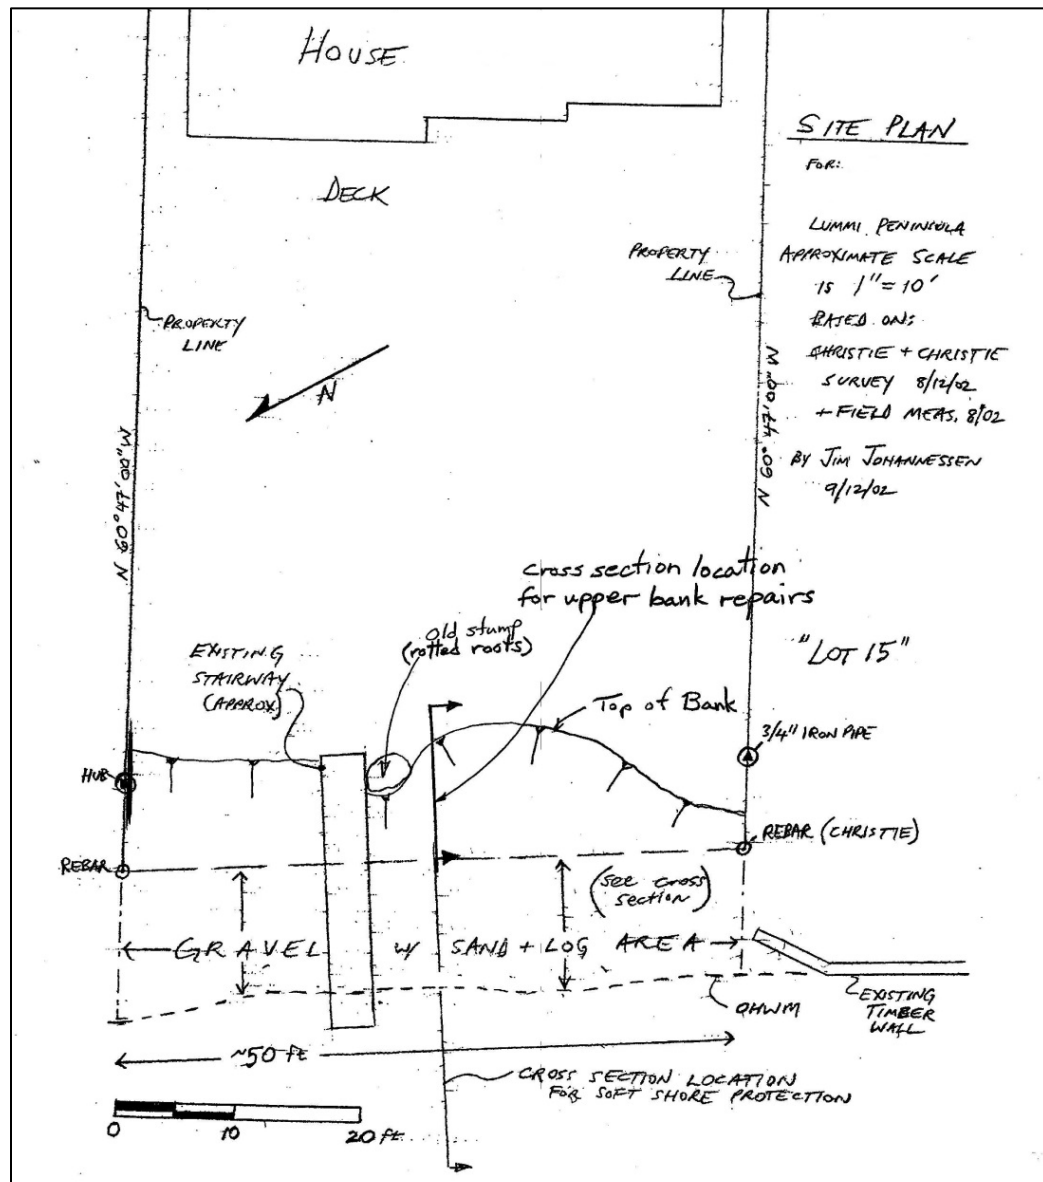 HOUSE
DECK
SITE PLAN
FOR:
LUMMI PENINSULA
APPROXIMATE SCALE
IS 1"=10'
BASED ON:
CHRISTIE + CHRISTIE
SURVEY 8/12/02
+ FIELD MEAS. 8/02
BY JIM JOHANNESSEN
9/12/02
PROPERTY
LINE
PROPERTY
LINE
N
N 60° 47' 00" W
N 60° 47' 00" W
cross section location
for upper bank repairs
old stump
(rotted roots)
EXISTING
STAIRWAY
(APPROX)
"LOT 15"
Top of Bank
3/4" IRON PIPE
HUB
REBAR
REBAR (CHRISTIE)
(see cross
section)
GRAVEL W/ SAND + LOG AREA
OHWM
EXISTING
TIMBER
WALL
~50 ft
CROSS SECTION LOCATION
FOR SOFT SHORE PROTECTION
0 10 20 ft